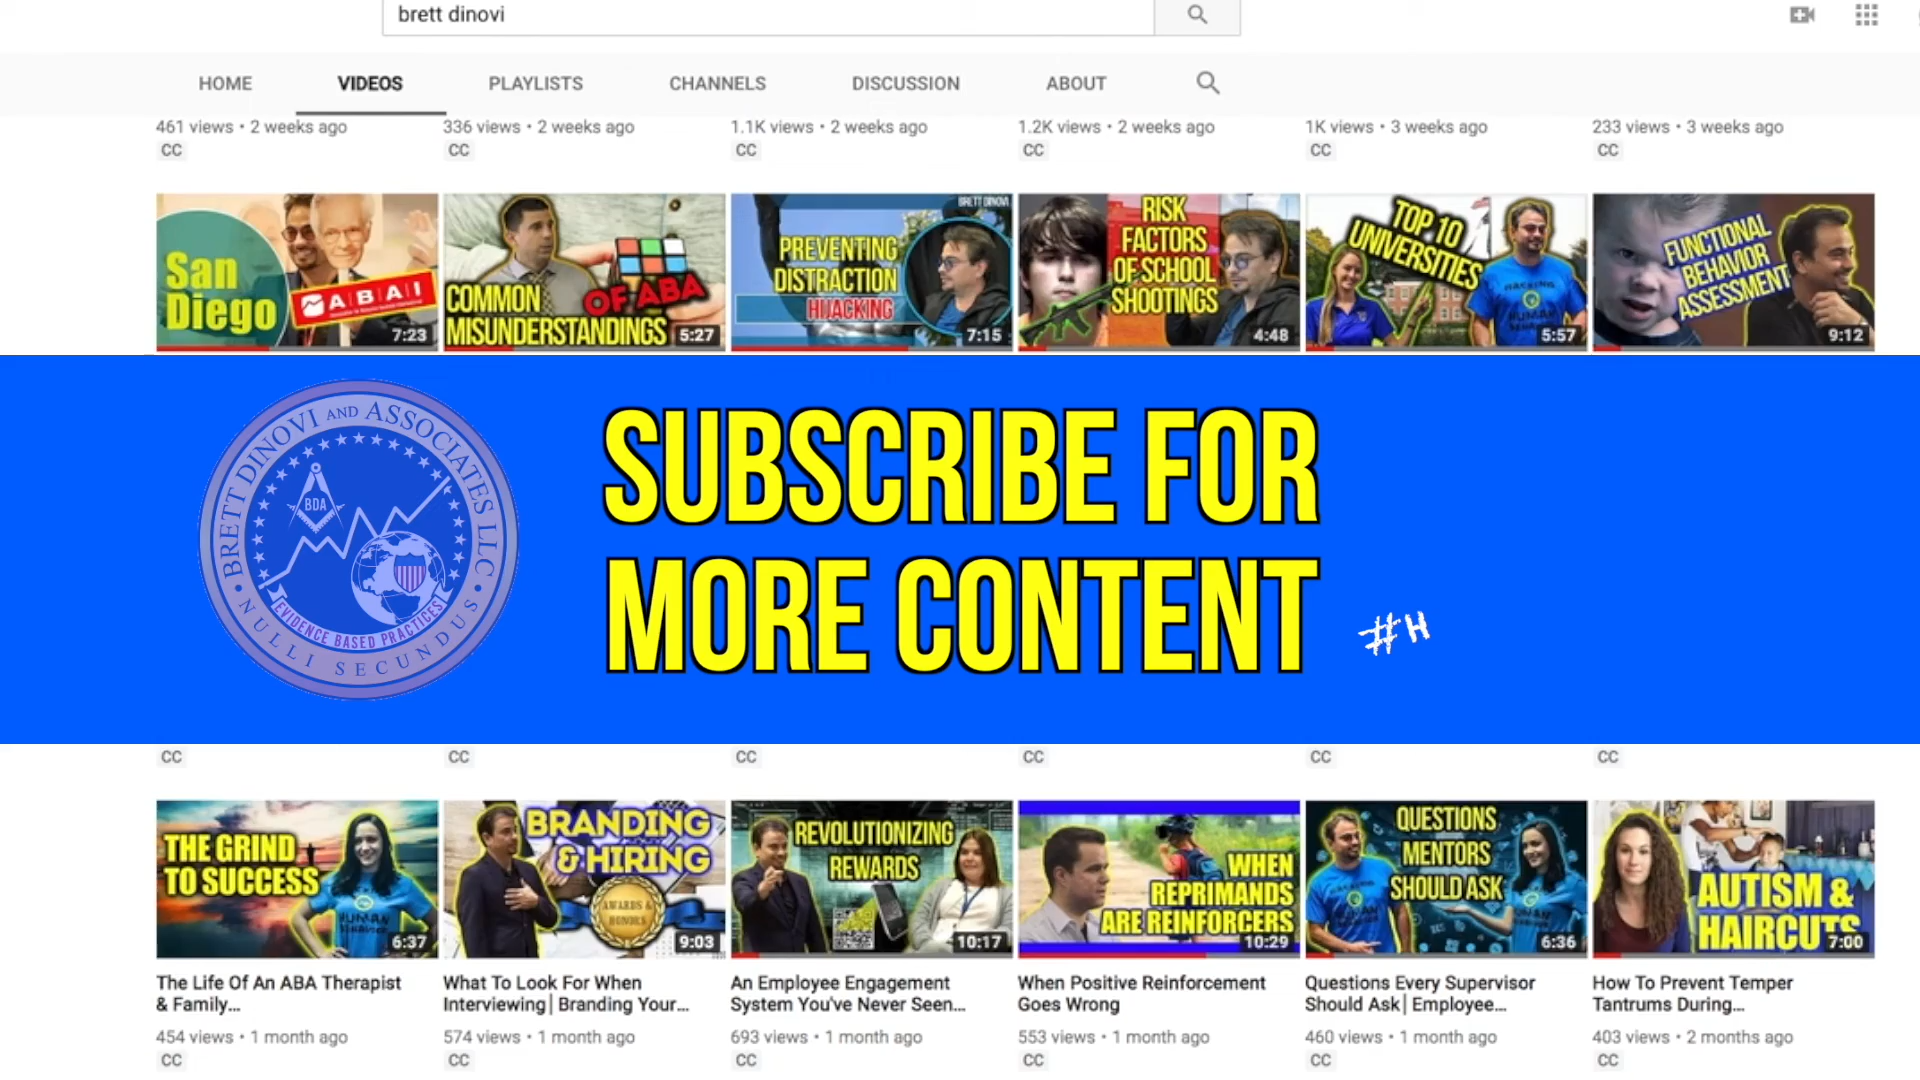 brett dinovi
HOME VIDEOS PLAYLISTS CHANNELS DISCUSSION ABOUT
461 views • 2 weeks ago
336 views • 2 weeks ago
1.1K views • 2 weeks ago
1.2K views • 2 weeks ago
1K views • 3 weeks ago
233 views • 3 weeks ago
CC
CC
CC
CC
CC
CC
San
Diego
ABAI
7:23
COMMON
MISUNDERSTANDINGS
OF ABA
5:27
BRETT DINOVI
PREVENTING
DISTRACTION
HIJACKING
7:15
RISK
FACTORS
OF SCHOOL
SHOOTINGS
4:48
TOP 10
UNIVERSITIES
HACKING
HUMAN
5:57
FUNCTIONAL
BEHAVIOR
ASSESSMENT
9:12
BRETT DINOVI AND ASSOCIATES LLC
BDA
EVIDENCE BASED PRACTICES
NULLI SECUNDUS
SUBSCRIBE FOR
MORE CONTENT
#H
CC
CC
CC
CC
CC
CC
THE GRIND
TO SUCCESS
HUMAN
6:37
BRANDING
& HIRING
AWARDS &
HONORS
9:03
REVOLUTIONIZING
REWARDS
10:17
WHEN
REPRIMANDS
ARE REINFORCERS
10:29
QUESTIONS
MENTORS
SHOULD ASK
6:36
AUTISM &
HAIRCUTS
7:00
The Life Of An ABA Therapist
& Family...
What To Look For When
Interviewing| Branding Your...
An Employee Engagement
System You've Never Seen...
When Positive Reinforcement
Goes Wrong
Questions Every Supervisor
Should Ask| Employee...
How To Prevent Temper
Tantrums During...
454 views • 1 month ago
574 views • 1 month ago
693 views • 1 month ago
553 views • 1 month ago
460 views • 1 month ago
403 views • 2 months ago
CC
CC
CC
CC
CC
CC